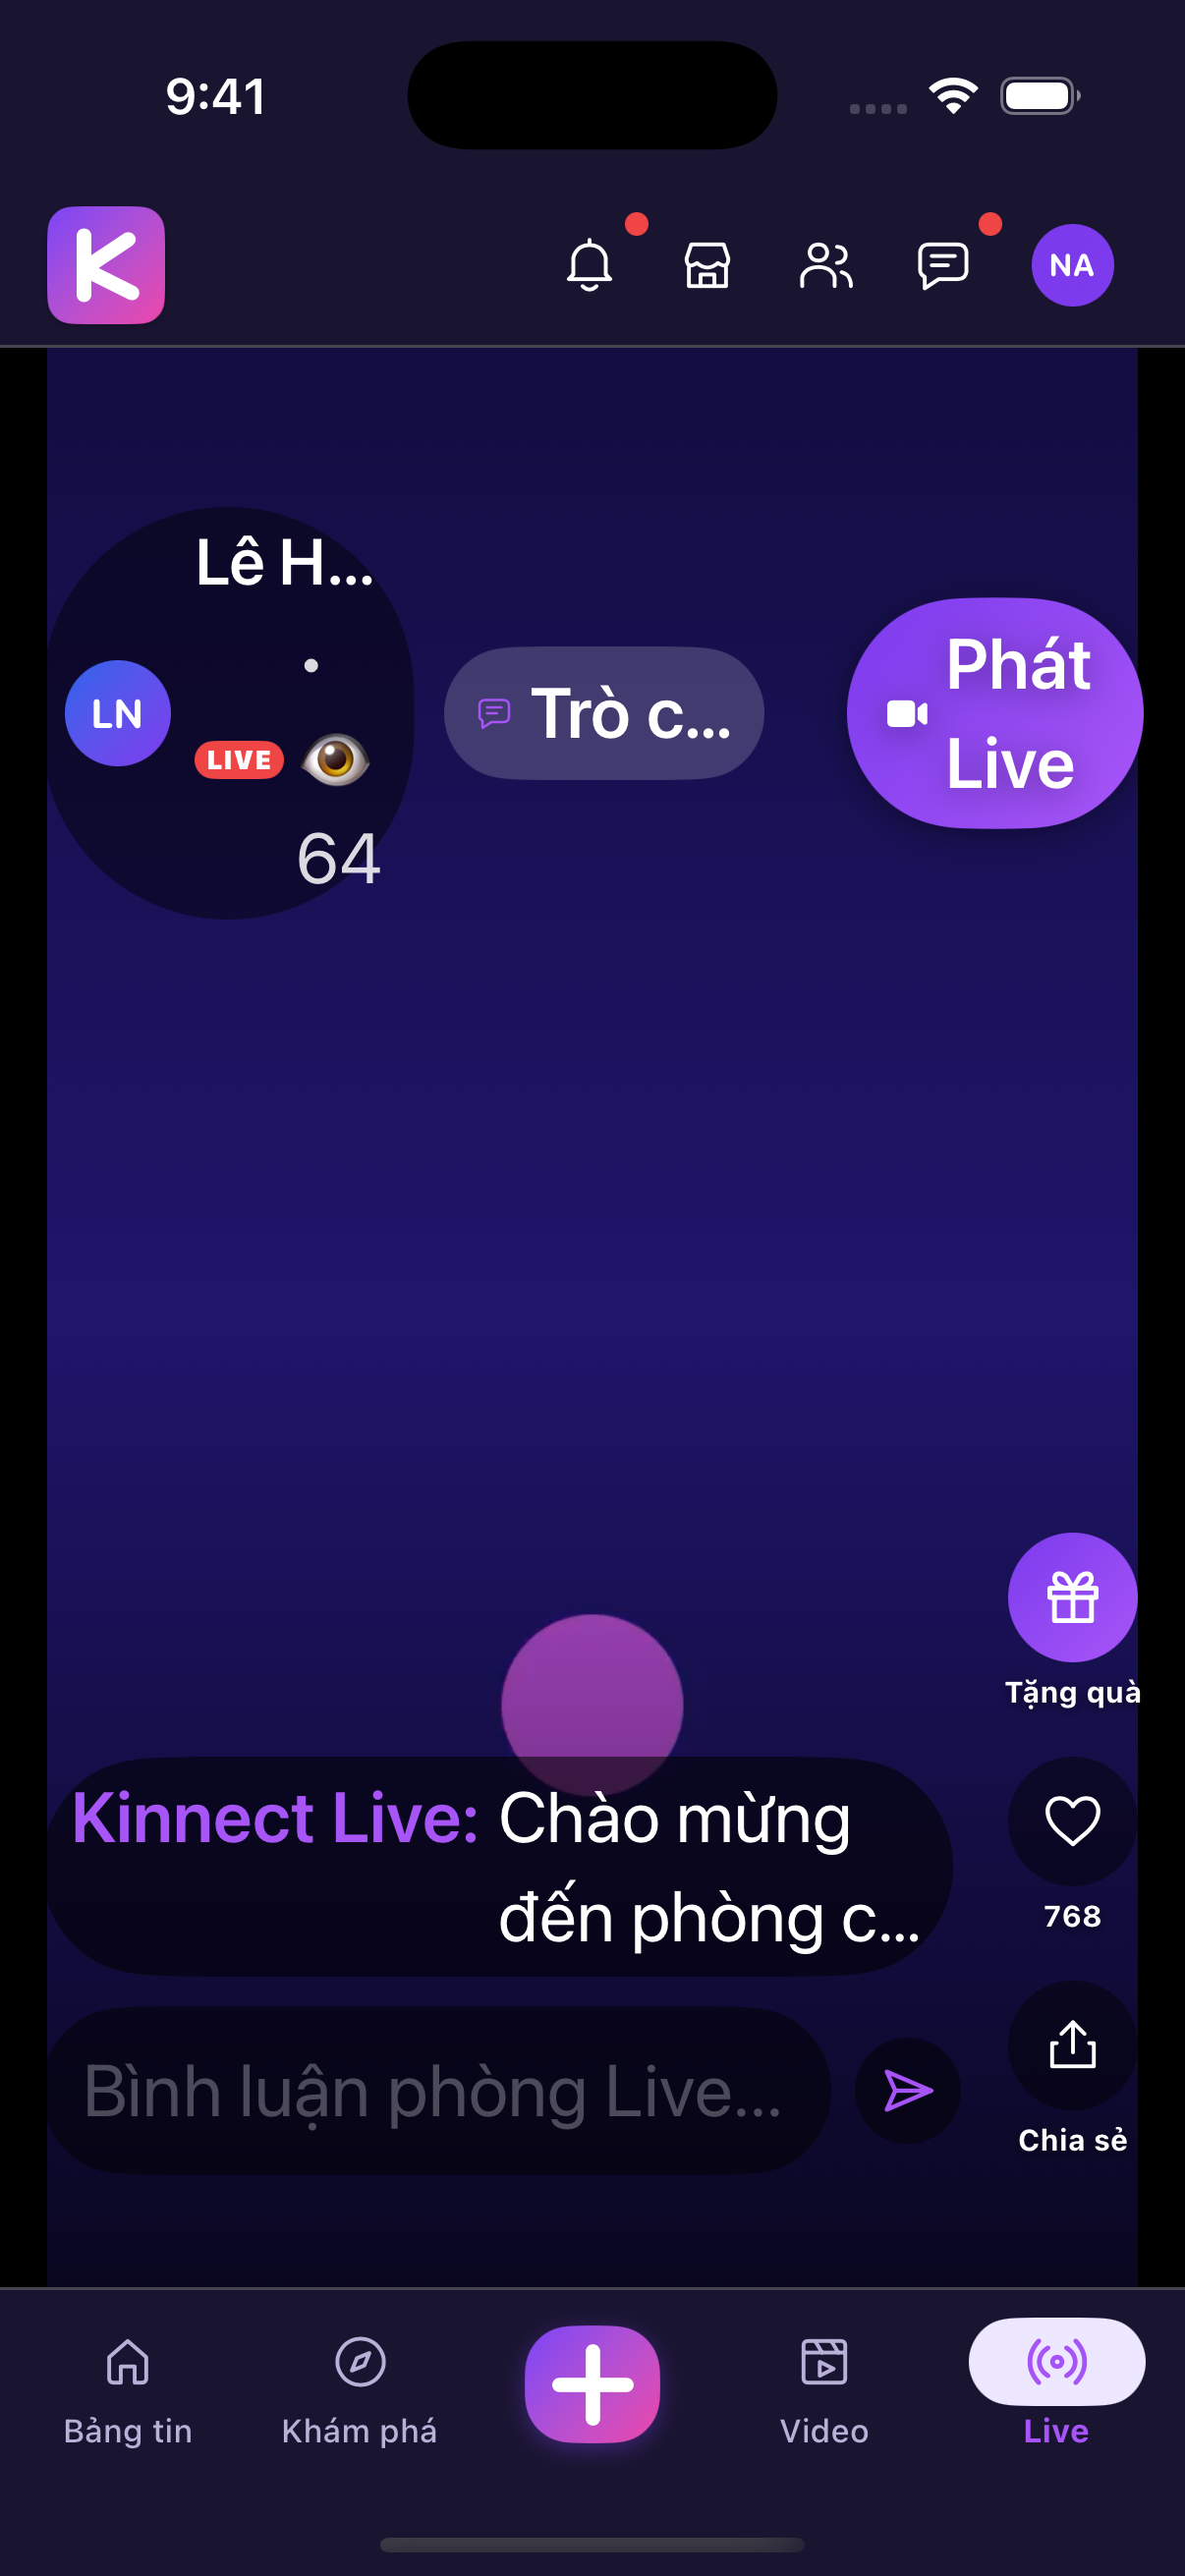 9:41
NA
Lê H...
LN
LIVE
64
Trò c...
Phát
Live
Tặng quà
Kinnect Live: Chào mừng
đến phòng c...
768
Bình luận phòng Live...
Chia sẻ
Bảng tin
Khám phá
Video
Live